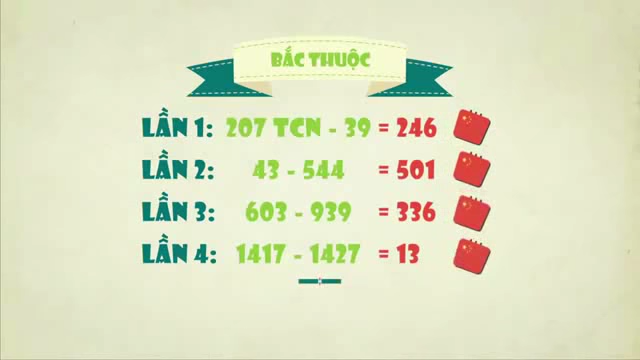 BẮC THUỘC
LẦN 1: 207 TCN - 39 = 246
LẦN 2: 43 - 544 = 501
LẦN 3: 603 - 939 = 336
LẦN 4: 1417 - 1427 = 13